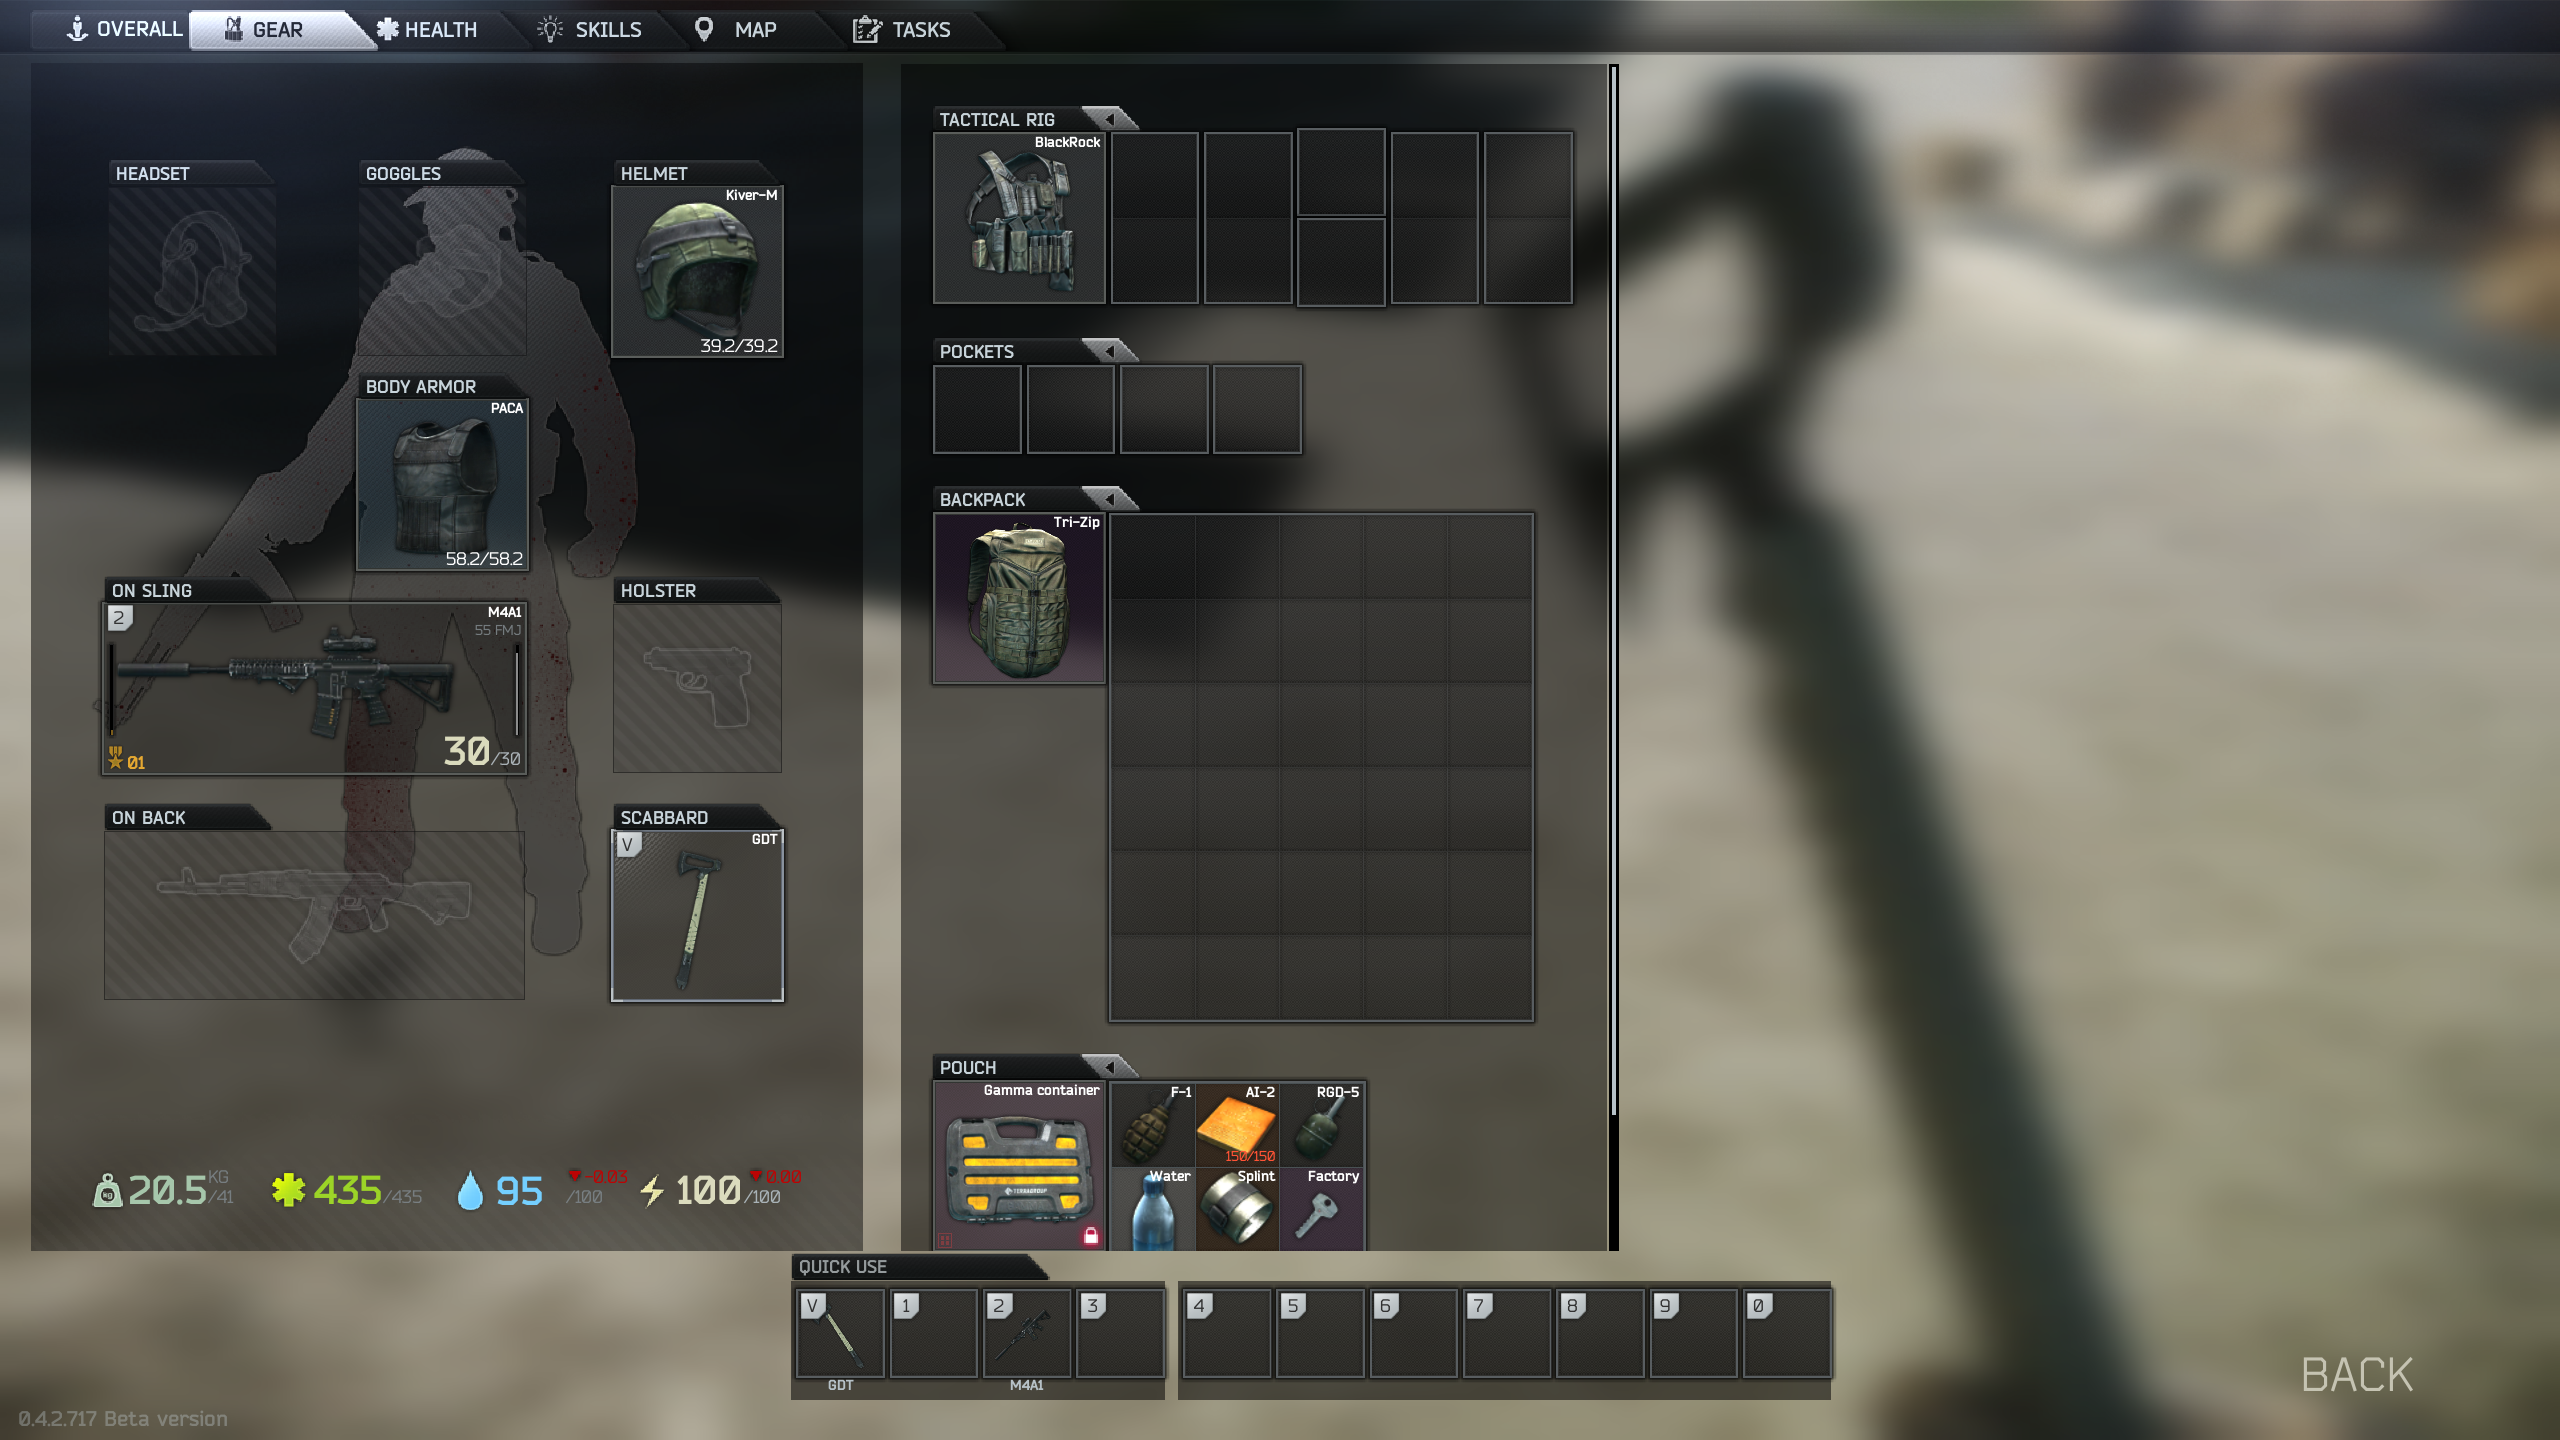 OVERALL
GEAR
HEALTH
SKILLS
MAP
TASKS
HEADSET
GOGGLES
HELMET
Kiver-M
39.2/39.2
BODY ARMOR
PACA
58.2/58.2
ON SLING
2
M4A1
55 FMJ
01
30/30
HOLSTER
ON BACK
SCABBARD
V
GDT
20.5 KG /41
435/435
95 -0.03 /100
100 0.00 /100
TACTICAL RIG
BlackRock
POCKETS
BACKPACK
Tri-Zip
POUCH
Gamma container
TERRAGROUP
F-1
AI-2
150/150
RGD-5
Water
Splint
Factory
QUICK USE
V
1
2
3
4
5
6
7
8
9
0
GDT
M4A1
BACK
0.4.2.717 Beta version